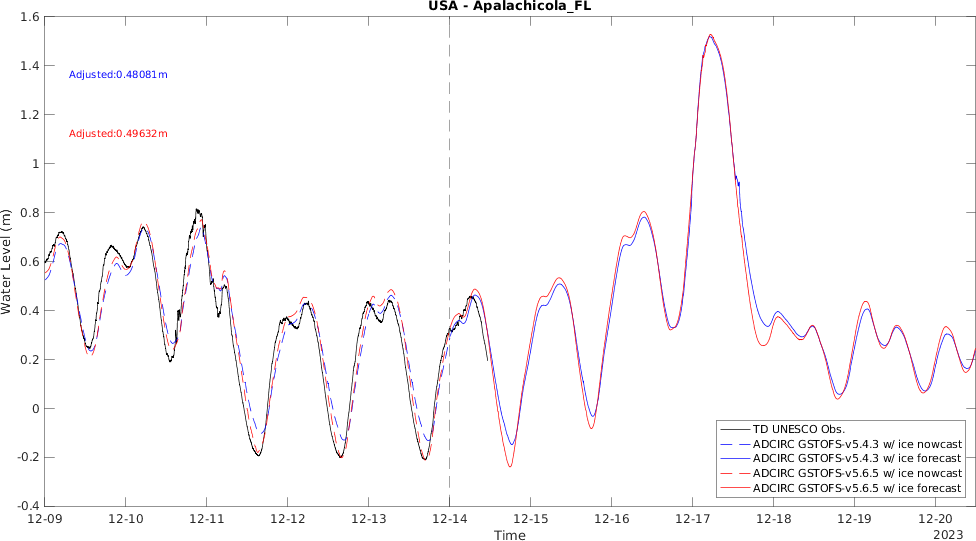 USA - Apalachicola_FL
1.6
1.4
1.2
1
0.8
0.6
0.4
0.2
0
-0.2
-0.4
Water Level (m)
Adjusted:0.48081m
Adjusted:0.49632m
TD UNESCO Obs.
ADCIRC GSTOFS-v5.4.3 w/ ice nowcast
ADCIRC GSTOFS-v5.4.3 w/ ice forecast
ADCIRC GSTOFS-v5.6.5 w/ ice nowcast
ADCIRC GSTOFS-v5.6.5 w/ ice forecast
12-09 12-10 12-11 12-12 12-13 12-14 12-15 12-16 12-17 12-18 12-19 12-20
2023
Time